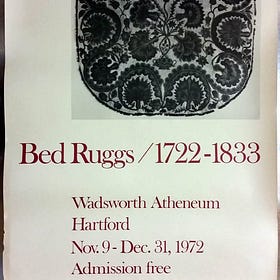 Bed Ruggs/1722-1833
Wadsworth Atheneum
Hartford
Nov. 9 - Dec. 31, 1972
Admission free